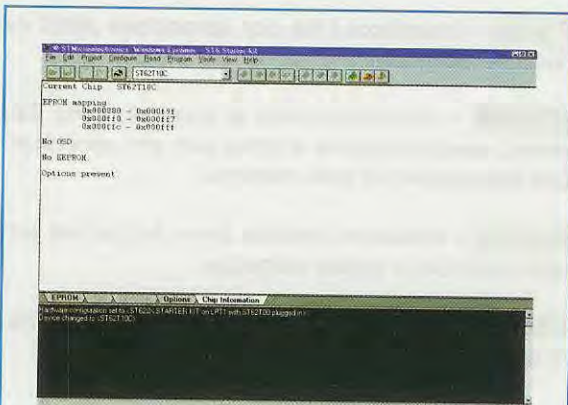 STMicroelectronics Windows Epromer ST6 Starter Kit
File Edit Project Configure Read Program Verify View Help
ST62T10C
Current Chip ST62T10C
EPROM mapping
0x000880 - 0x000f9f
0x000ff0 - 0x000ff7
0x000ffc - 0x000fff
No OSD
No EEPROM
Options present
EPROM Options Chip Information
Hardware configuration set to <ST622x STARTER KIT on LPT1 with ST62T00 plugged in>
Device changed to <ST62T10C>